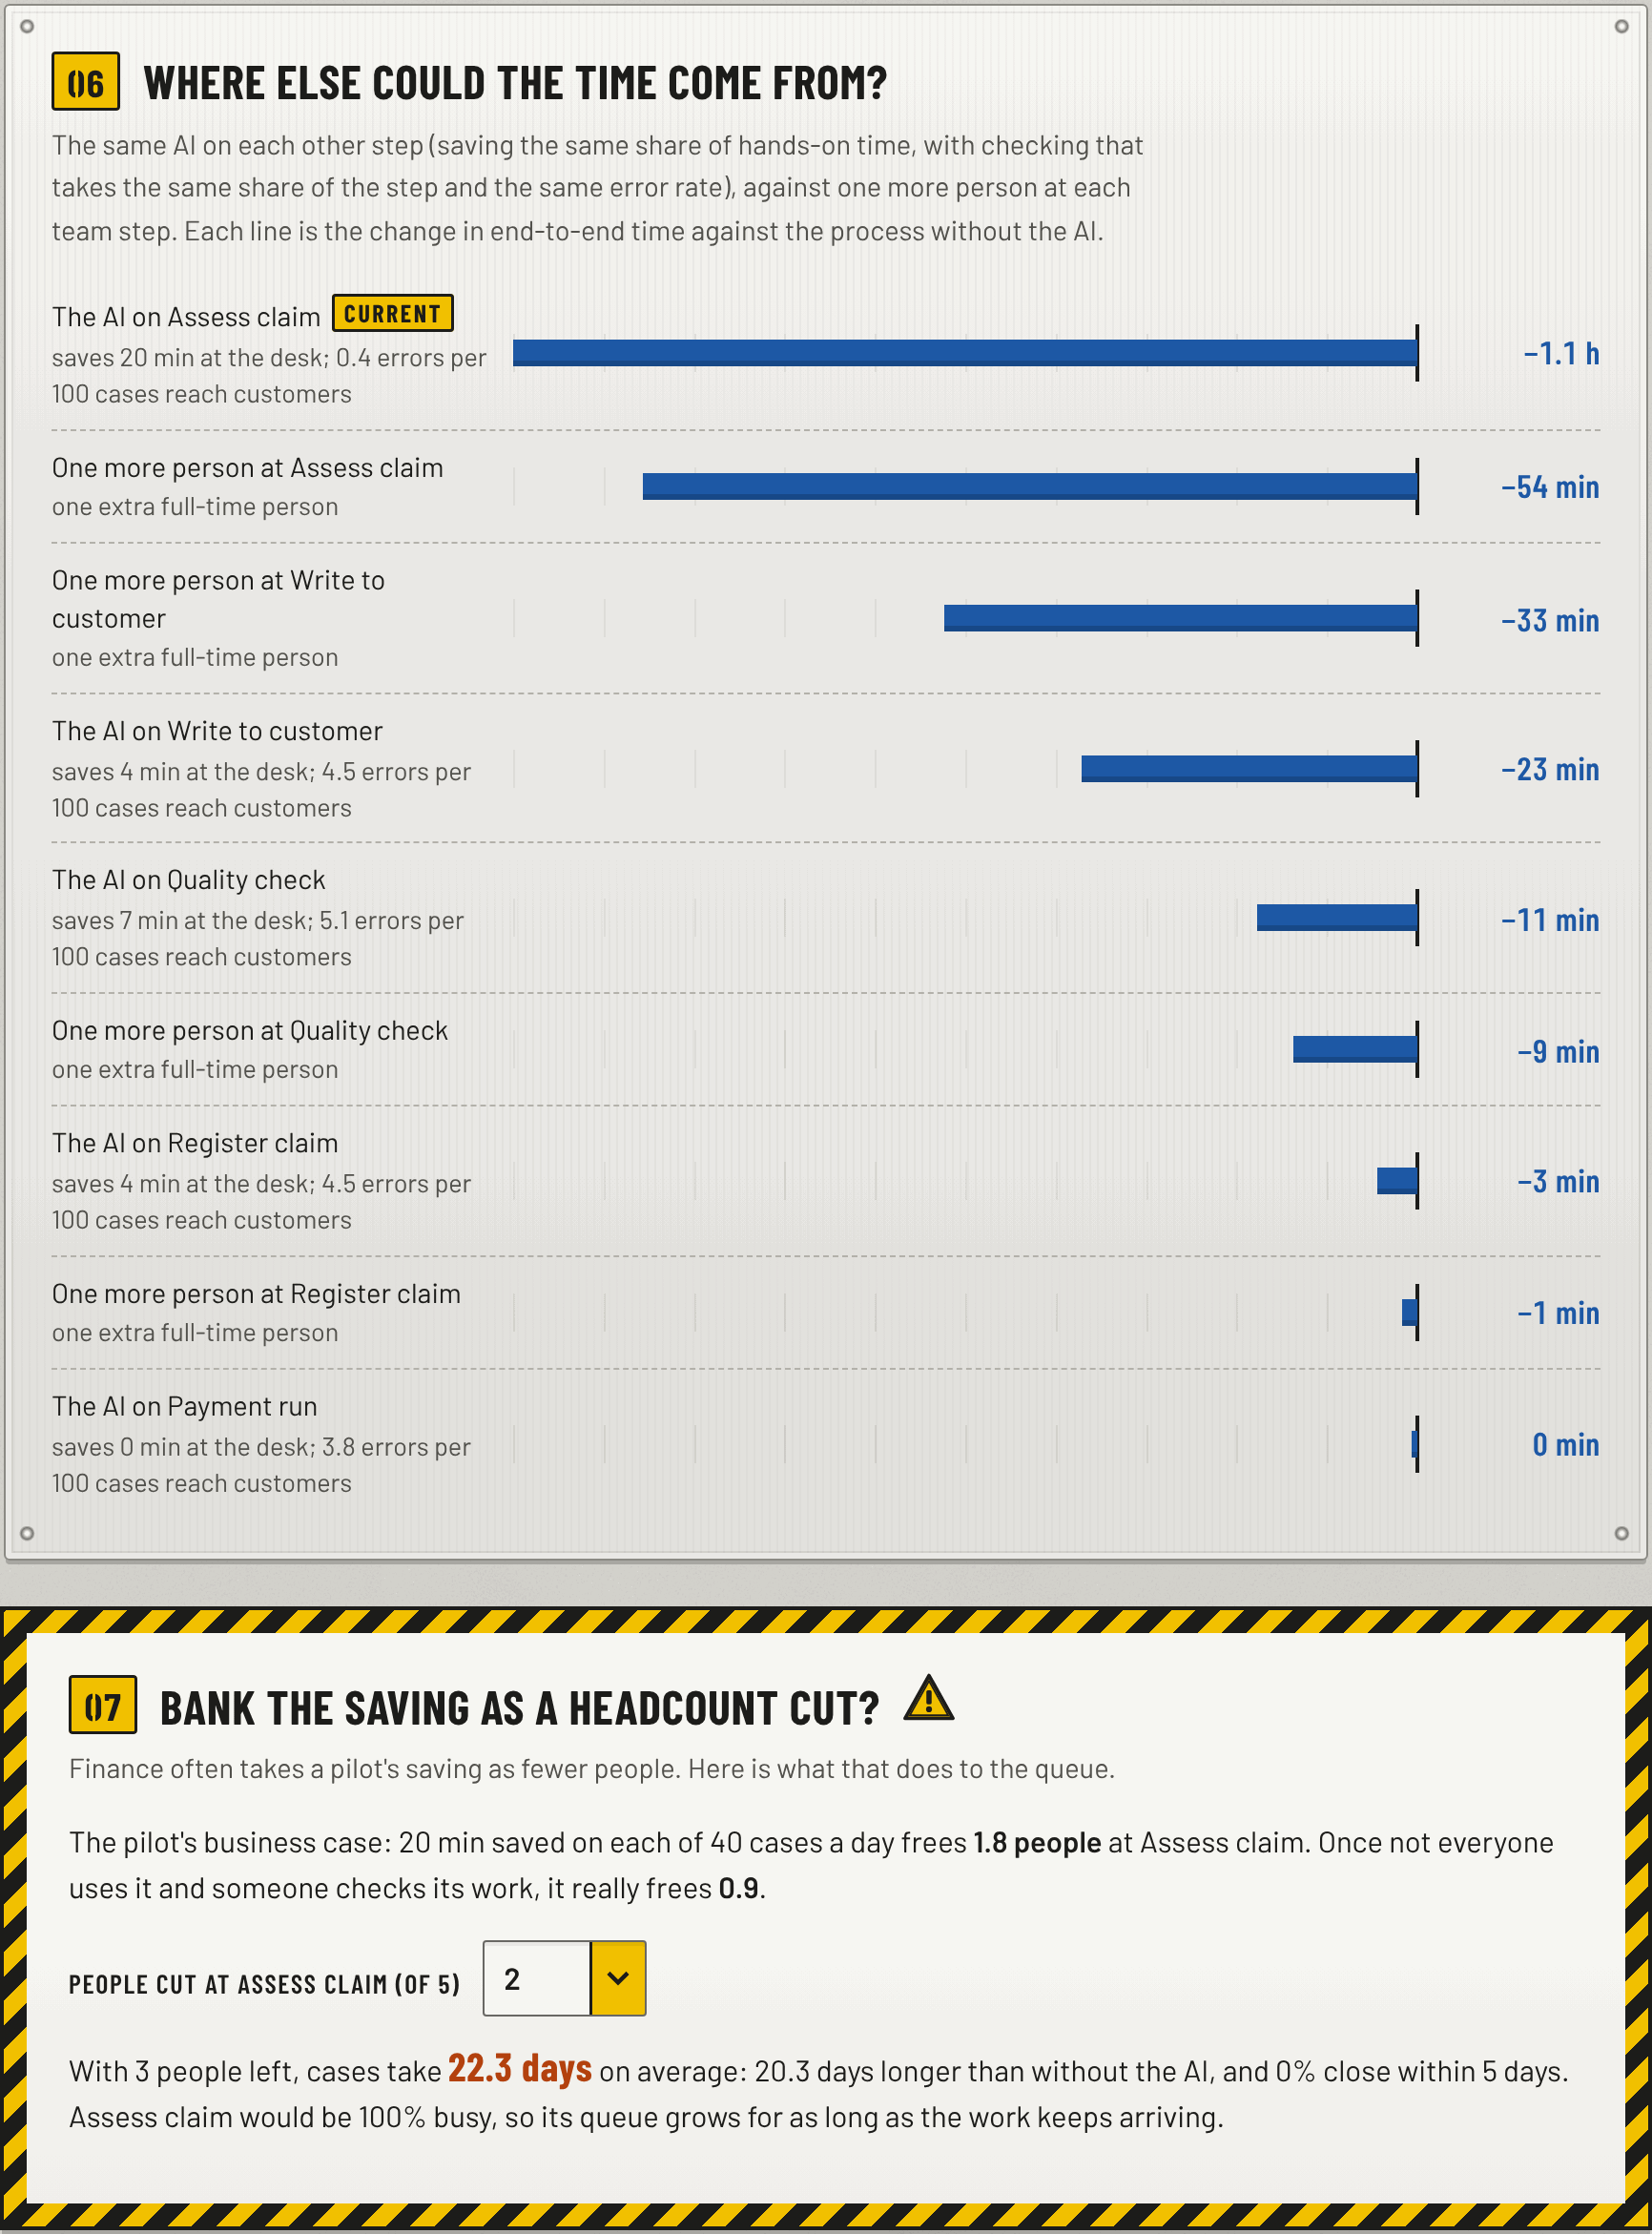 06 WHERE ELSE COULD THE TIME COME FROM?
The same AI on each other step (saving the same share of hands-on time, with checking that
takes the same share of the step and the same error rate), against one more person at each
team step. Each line is the change in end-to-end time against the process without the AI.
The AI on Assess claim CURRENT
saves 20 min at the desk; 0.4 errors per
100 cases reach customers
−1.1 h
One more person at Assess claim
one extra full-time person
−54 min
One more person at Write to
customer
one extra full-time person
−33 min
The AI on Write to customer
saves 4 min at the desk; 4.5 errors per
100 cases reach customers
−23 min
The AI on Quality check
saves 7 min at the desk; 5.1 errors per
100 cases reach customers
−11 min
One more person at Quality check
one extra full-time person
−9 min
The AI on Register claim
saves 4 min at the desk; 4.5 errors per
100 cases reach customers
−3 min
One more person at Register claim
one extra full-time person
−1 min
The AI on Payment run
saves 0 min at the desk; 3.8 errors per
100 cases reach customers
0 min
07 BANK THE SAVING AS A HEADCOUNT CUT?
Finance often takes a pilot's saving as fewer people. Here is what that does to the queue.
The pilot's business case: 20 min saved on each of 40 cases a day frees 1.8 people at Assess claim. Once not everyone
uses it and someone checks its work, it really frees 0.9.
PEOPLE CUT AT ASSESS CLAIM (OF 5) 2
With 3 people left, cases take 22.3 days on average: 20.3 days longer than without the AI, and 0% close within 5 days.
Assess claim would be 100% busy, so its queue grows for as long as the work keeps arriving.